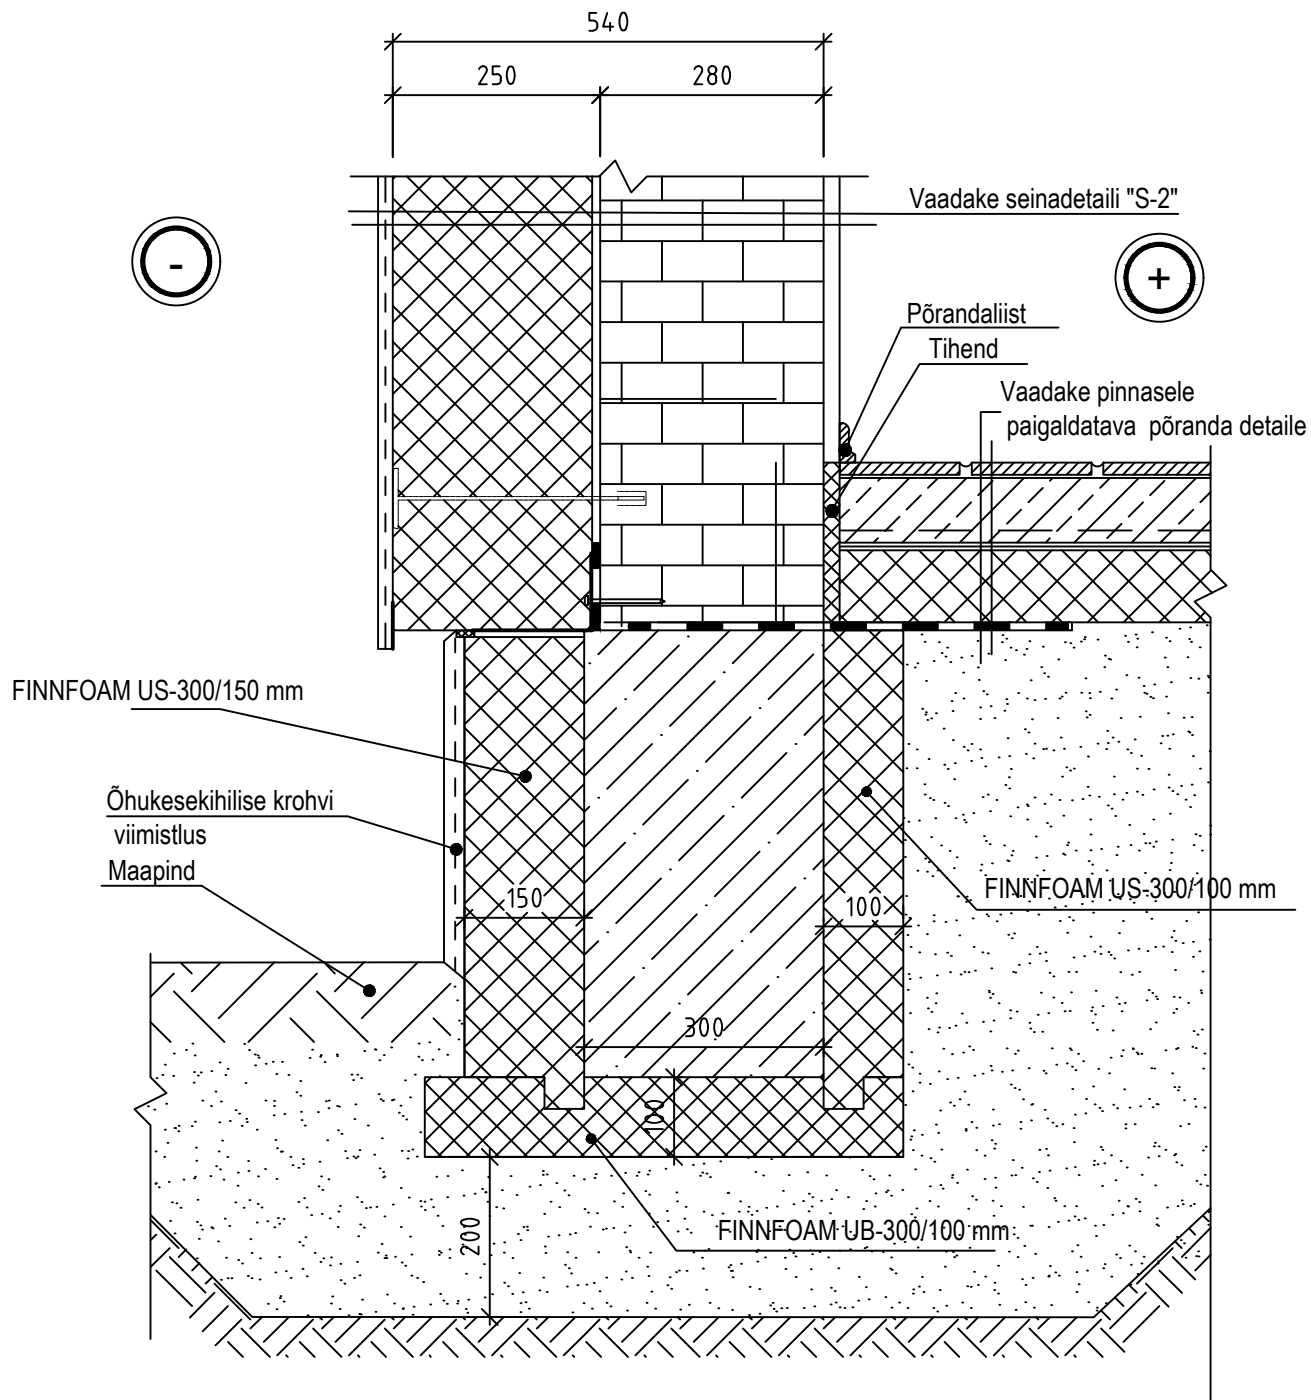 540
250
280
Vaadake seinadetaili "S-2"
-
+
Põrandaliist
Tihend
Vaadake pinnasele
paigaldatava põranda detaile
FINNFOAM US-300/150 mm
Õhukesekihilise krohvi
viimistlus
Maapind
150
100
FINNFOAM US-300/100 mm
300
100
200
FINNFOAM UB-300/100 mm